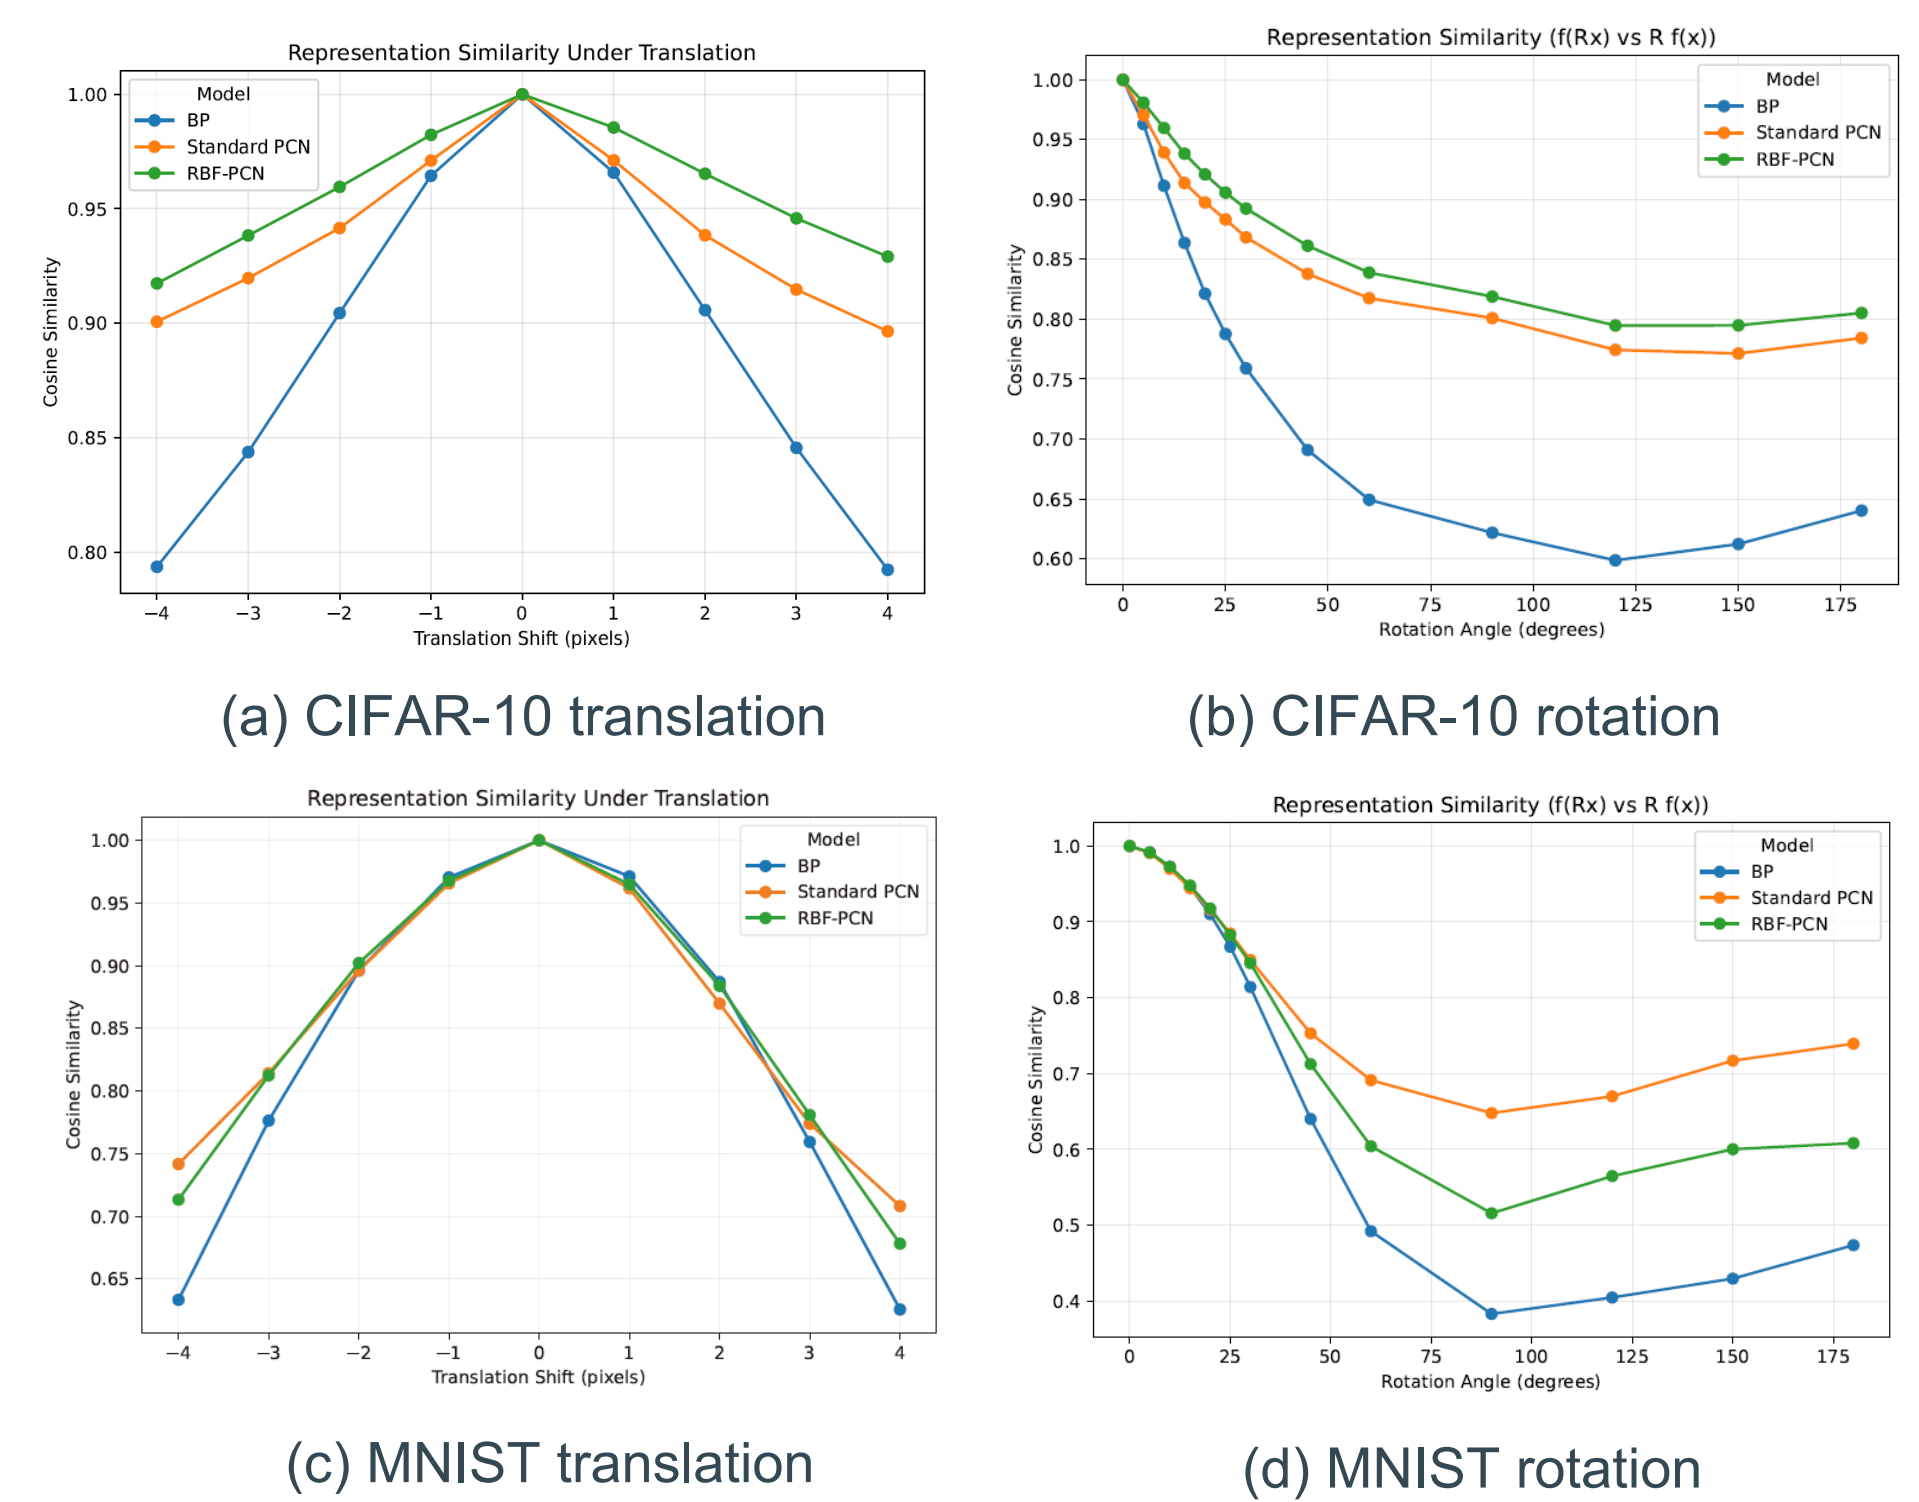 Representation Similarity Under Translation
Model
BP
Standard PCN
RBF-PCN
1.00
0.95
0.90
0.85
0.80
Cosine Similarity
−4 −3 −2 −1 0 1 2 3 4
Translation Shift (pixels)
(a) CIFAR-10 translation
Representation Similarity (f(Rx) vs R f(x))
Model
BP
Standard PCN
RBF-PCN
1.00
0.95
0.90
0.85
0.80
0.75
0.70
0.65
0.60
Cosine Similarity
0 25 50 75 100 125 150 175
Rotation Angle (degrees)
(b) CIFAR-10 rotation
Representation Similarity Under Translation
Model
BP
Standard PCN
RBF-PCN
1.00
0.95
0.90
0.85
0.80
0.75
0.70
0.65
Cosine Similarity
−4 −3 −2 −1 0 1 2 3 4
Translation Shift (pixels)
(c) MNIST translation
Representation Similarity (f(Rx) vs R f(x))
Model
BP
Standard PCN
RBF-PCN
1.0
0.9
0.8
0.7
0.6
0.5
0.4
Cosine Similarity
0 25 50 75 100 125 150 175
Rotation Angle (degrees)
(d) MNIST rotation